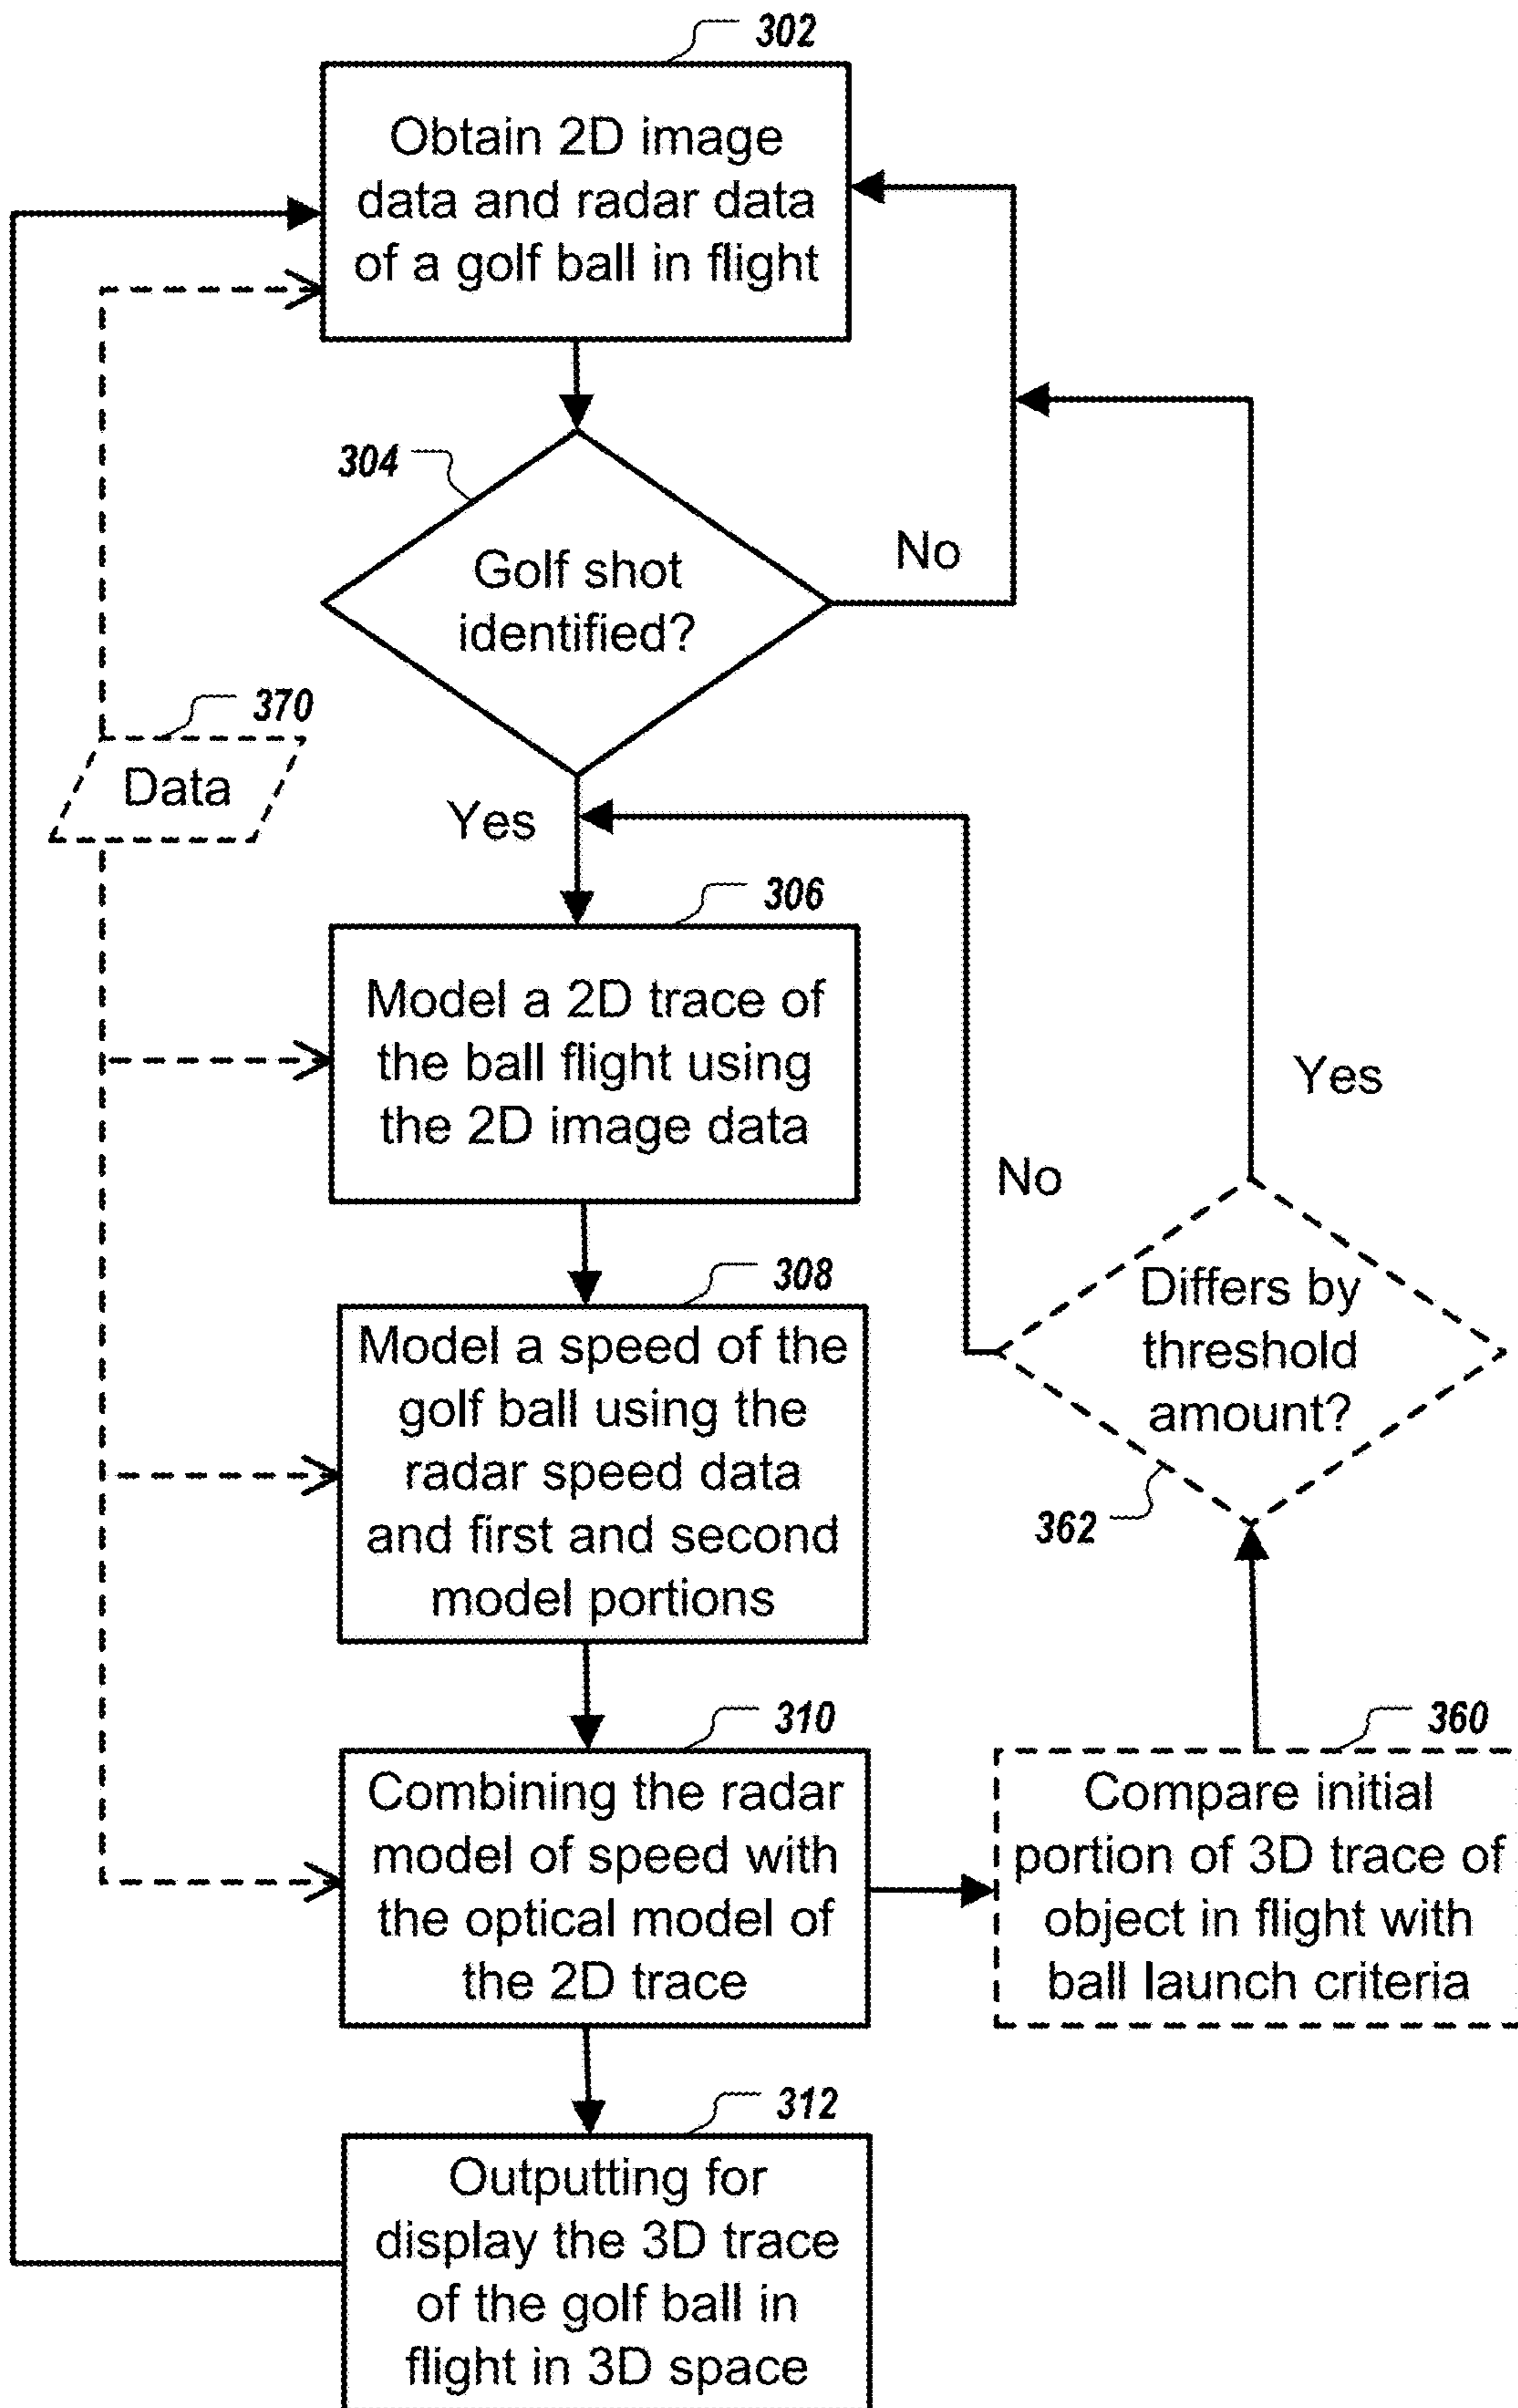 302
Obtain 2D image
data and radar data
of a golf ball in flight
304
Golf shot
identified?
No
370
Data
Yes
306
Model a 2D trace of
the ball flight using
the 2D image data
Yes
No
308
Model a speed of the
golf ball using the
radar speed data
and first and second
model portions
Differs by
threshold
amount?
362
310
Combining the radar
model of speed with
the optical model of
the 2D trace
360
Compare initial
portion of 3D trace of
object in flight with
ball launch criteria
312
Outputting for
display the 3D trace
of the golf ball in
flight in 3D space